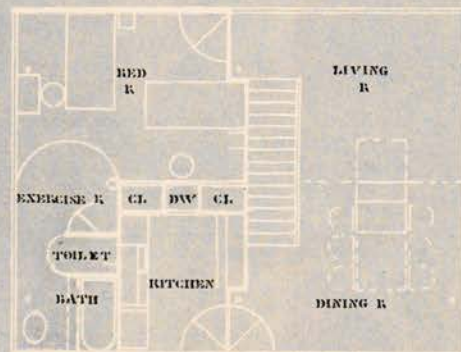 BED
R
LIVING
R
EXERCISE R
CL
DW
CL
TOILET
BATH
KITCHEN
DINING R